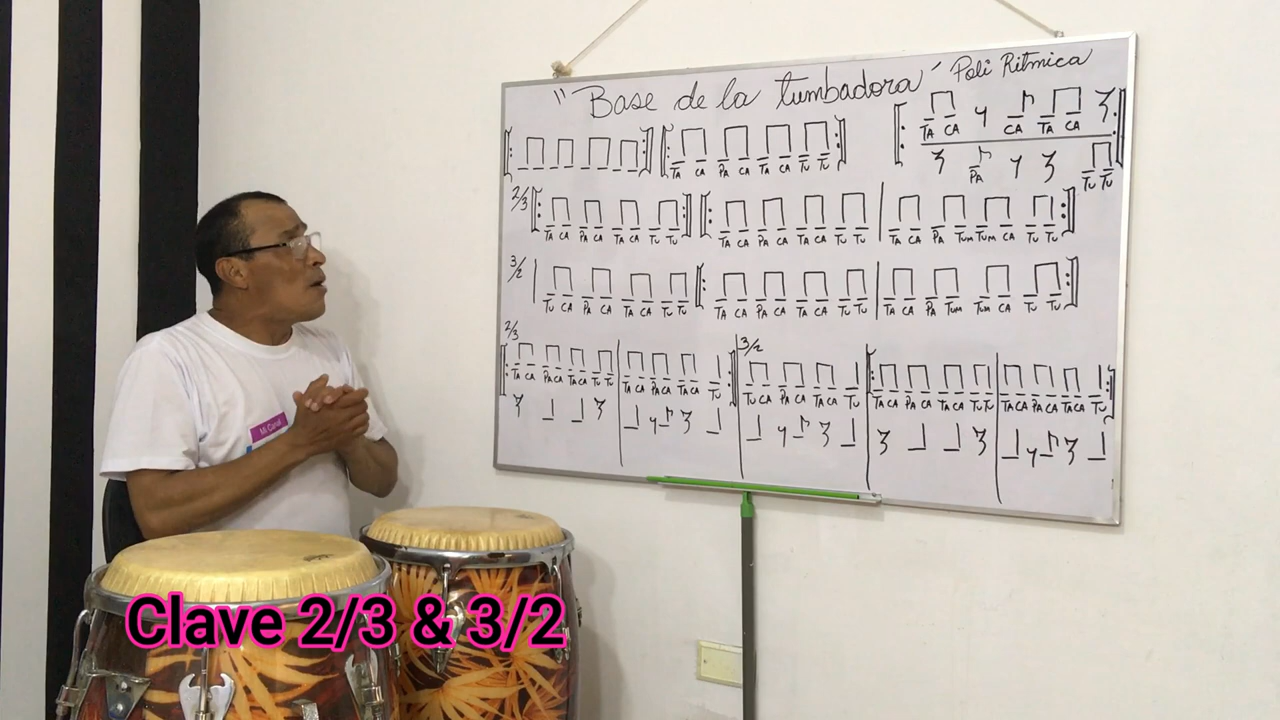 "Base de la tumbadora" Poli Ritmica
TA CA CA TA CA
PA TU TU
TA CA PA CA TA CA TU TU
2/3 TA CA PA CA TA CA TU TU TA CA PA CA TA CA TU TU TA CA PA TUM TUM CA TU TU
3/2 TU CA PA CA TA CA TU TU TA CA PA CA TA CA TU TU TA CA PA TUM TUM CA TU TU
2/3 3/2
TA CA PA CA TA CA TU TU TA CA PA CA TA CA TU TU CA PA CA TA CA TU TA CA PA CA TA CA TU TU TA CA PA CA TA CA TU
Mi Canal
Clave 2/3 & 3/2